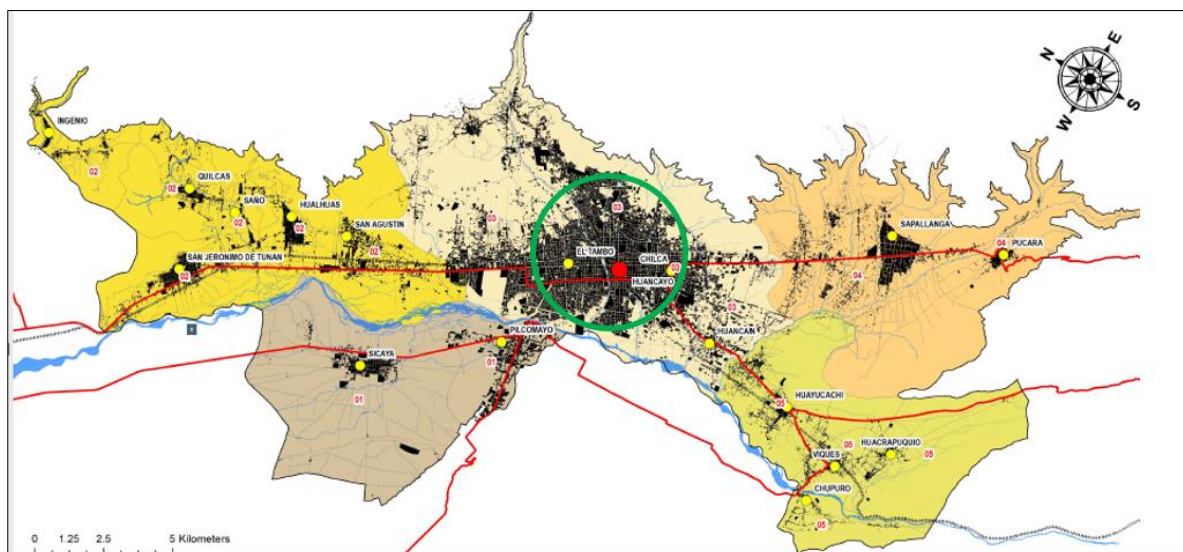 N
E
W
S
INGENIO
02
QUILCAS
02
SAÑO
02
HUALHUAS
02
SAN AGUSTIN
02
SAN JERONIMO DE TUNAN
02
03
03
EL TAMBO
CHILCA
03
HUANCAYO
03
SAPALLANGA
04
PUCARA
04
PILCOMAYO
01
SICAYA
01
HUANCAN
HUAYUCACHI
05
05
HUACRAPUQUIO
05
VIQUES
CHUPURO
05
0 1.25 2.5 5 Kilometers